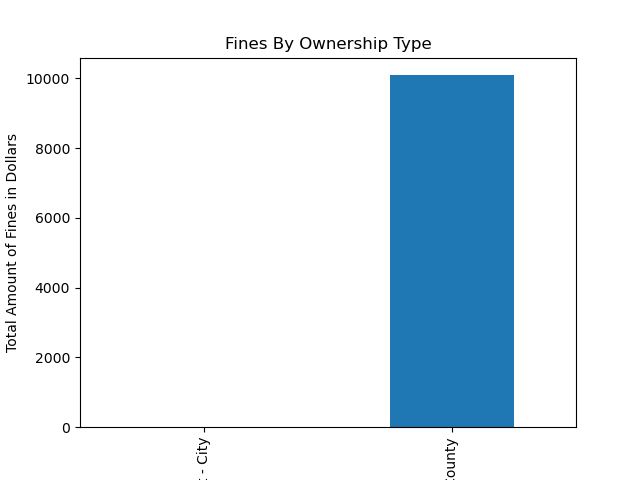 Fines By Ownership Type
Total Amount of Fines in Dollars
10000
8000
6000
4000
2000
0
- City
ounty